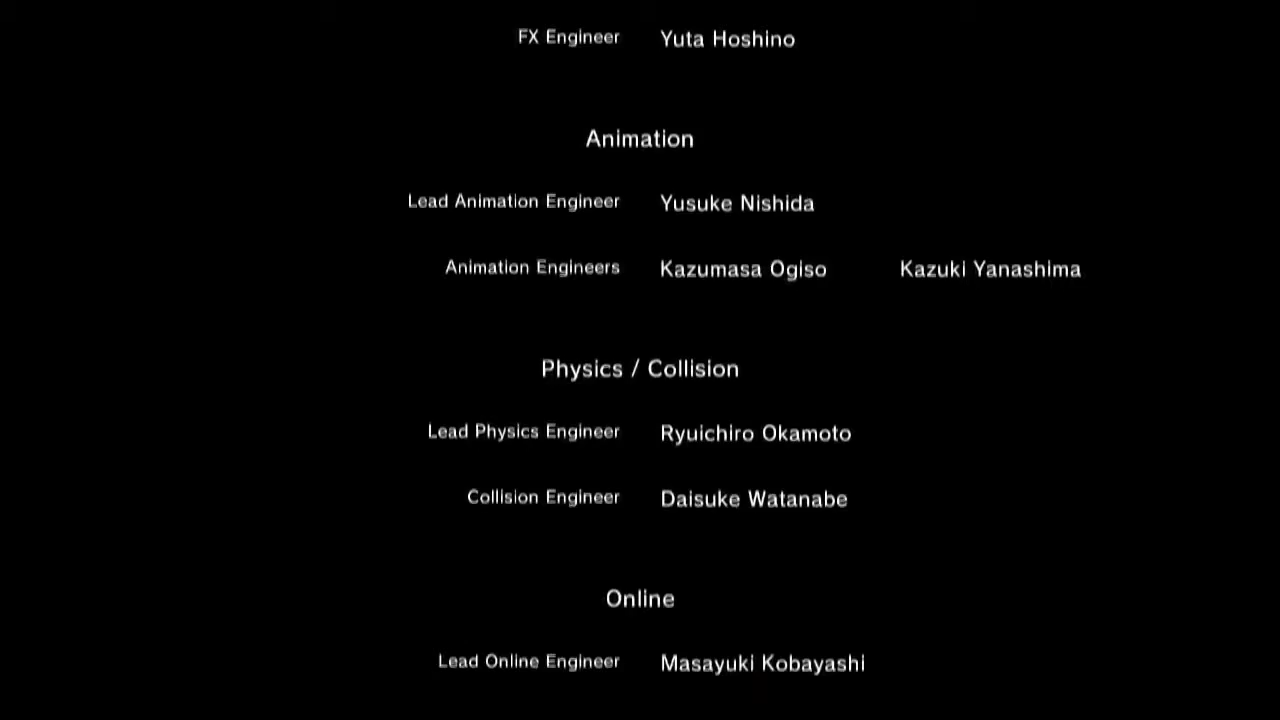 FX Engineer Yuta Hoshino
Animation
Lead Animation Engineer Yusuke Nishida
Animation Engineers Kazumasa Ogiso Kazuki Yanashima
Physics / Collision
Lead Physics Engineer Ryuichiro Okamoto
Collision Engineer Daisuke Watanabe
Online
Lead Online Engineer Masayuki Kobayashi